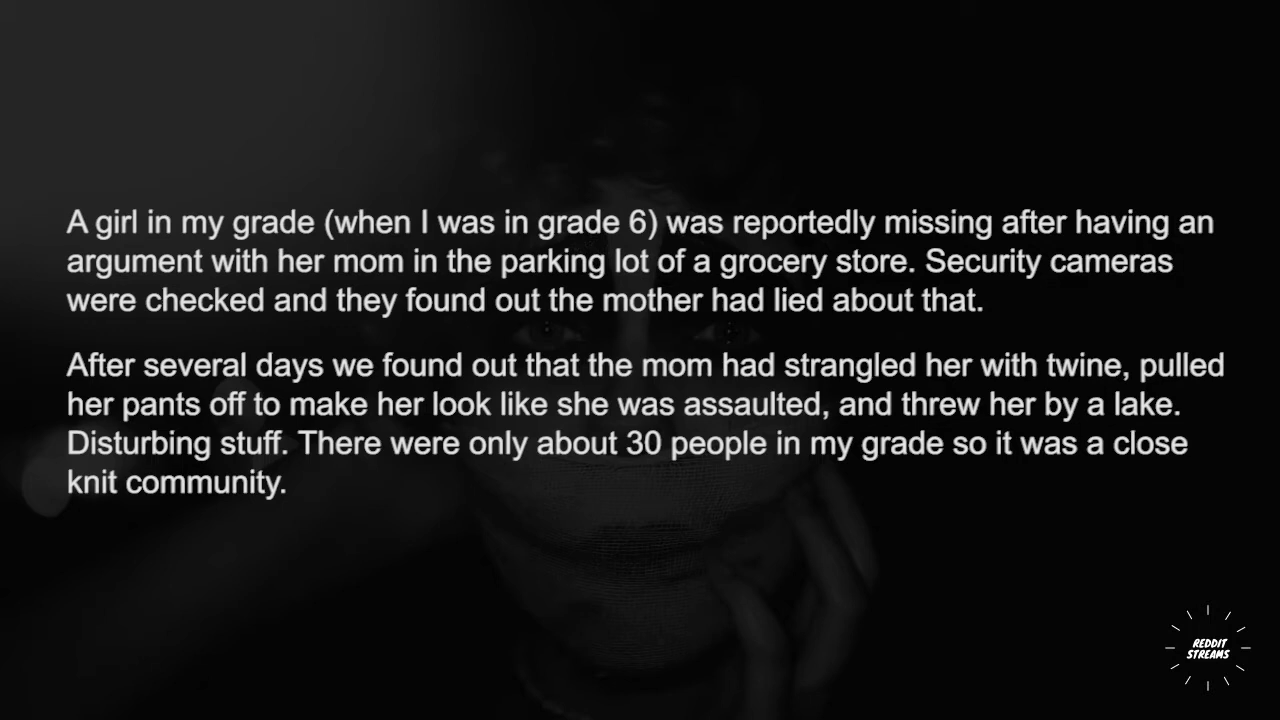 A girl in my grade (when I was in grade 6) was reportedly missing after having an
argument with her mom in the parking lot of a grocery store. Security cameras
were checked and they found out the mother had lied about that.
After several days we found out that the mom had strangled her with twine, pulled
her pants off to make her look like she was assaulted, and threw her by a lake.
Disturbing stuff. There were only about 30 people in my grade so it was a close
knit community.
REDDIT
STREAMS